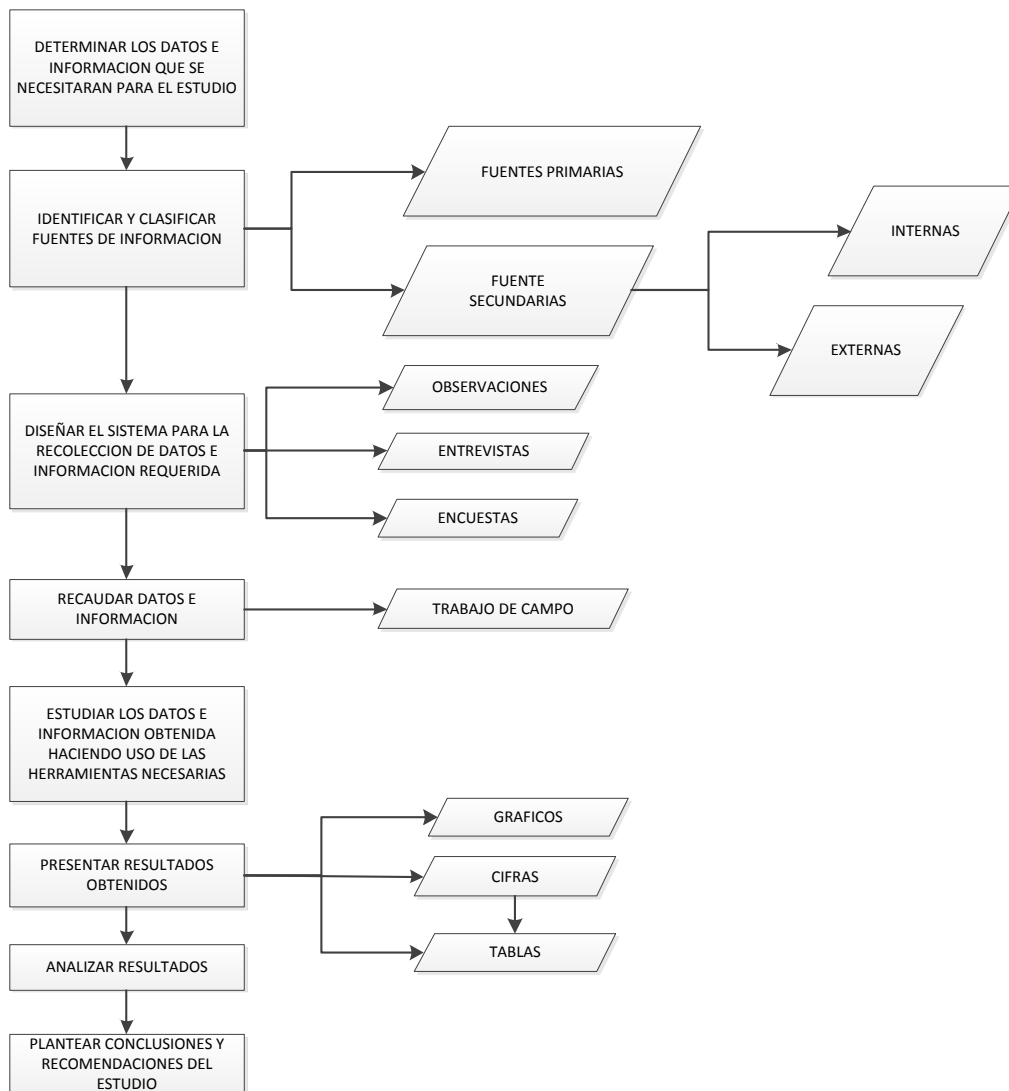 DETERMINAR LOS DATOS E
INFORMACION QUE SE
NECESITARAN PARA EL ESTUDIO
IDENTIFICAR Y CLASIFICAR
FUENTES DE INFORMACION
FUENTES PRIMARIAS
FUENTE
SECUNDARIAS
INTERNAS
EXTERNAS
DISEÑAR EL SISTEMA PARA LA
RECOLECCION DE DATOS E
INFORMACION REQUERIDA
OBSERVACIONES
ENTREVISTAS
ENCUESTAS
RECAUDAR DATOS E
INFORMACION
TRABAJO DE CAMPO
ESTUDIAR LOS DATOS E
INFORMACION OBTENIDA
HACIENDO USO DE LAS
HERRAMIENTAS NECESARIAS
PRESENTAR RESULTADOS
OBTENIDOS
GRAFICOS
CIFRAS
TABLAS
ANALIZAR RESULTADOS
PLANTEAR CONCLUSIONES Y
RECOMENDACIONES DEL
ESTUDIO